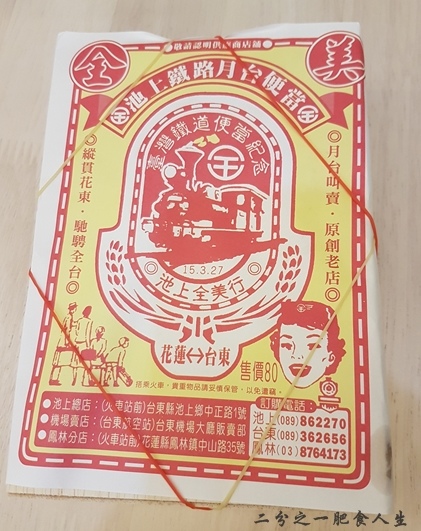 敬請認明供應商店舖
全 美
池上鐵路月台便當
臺灣鐵道便當紀念
縱貫花東・馳聘全台
月台叫賣・原創老店
15.3.27
池上全美行
花蓮↔台東
售價80
搭乘火車，貴重物品請妥慎保管，以免遭竊。
訂購電話：
●池上總店：(火車站前)台東縣池上鄉中正路1號 池上(089)862270
●機場賣店：(台東航空站)台東機場大廳販賣部 台東(089)362656
●鳳林分店：(火車站前)花蓮縣鳳林鎮中山路35號 鳳林(03)8764173
二分之一肥食人生